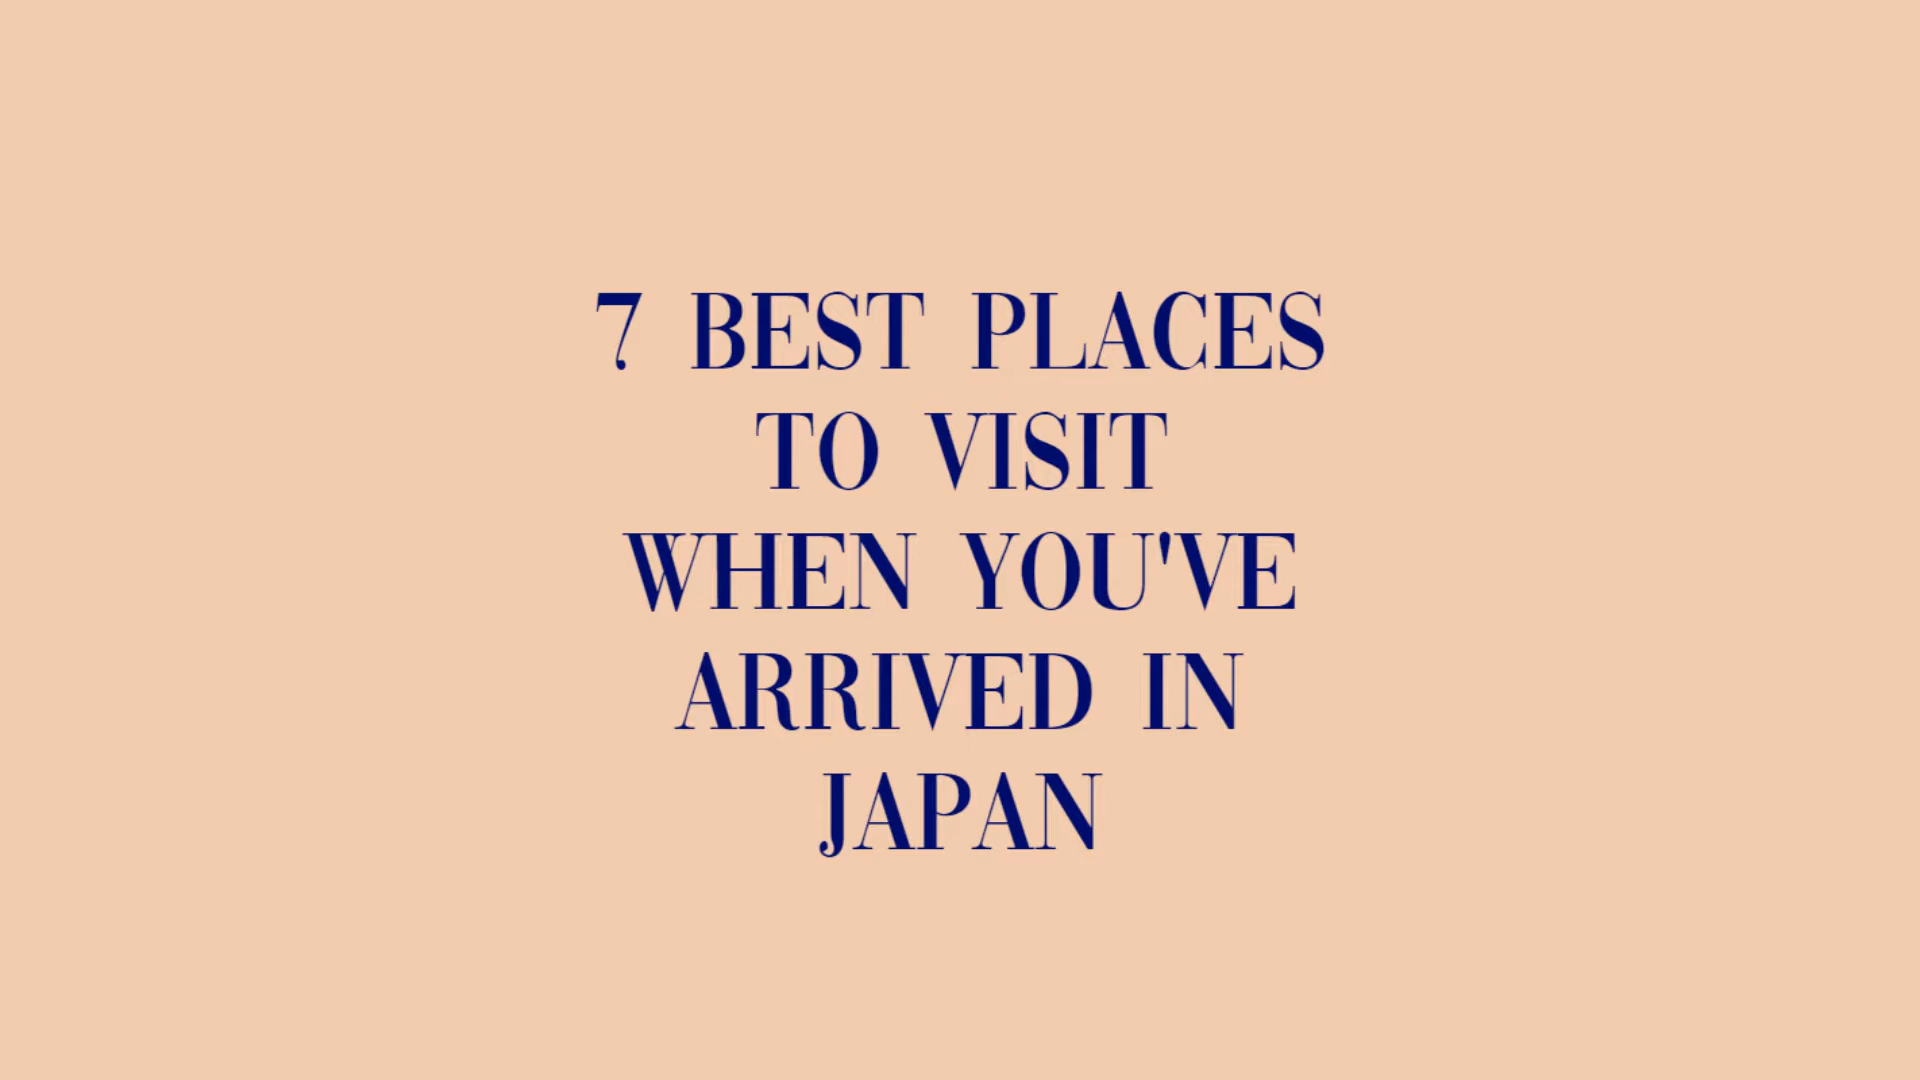 7 BEST PLACES
TO VISIT
WHEN YOU'VE
ARRIVED IN
JAPAN